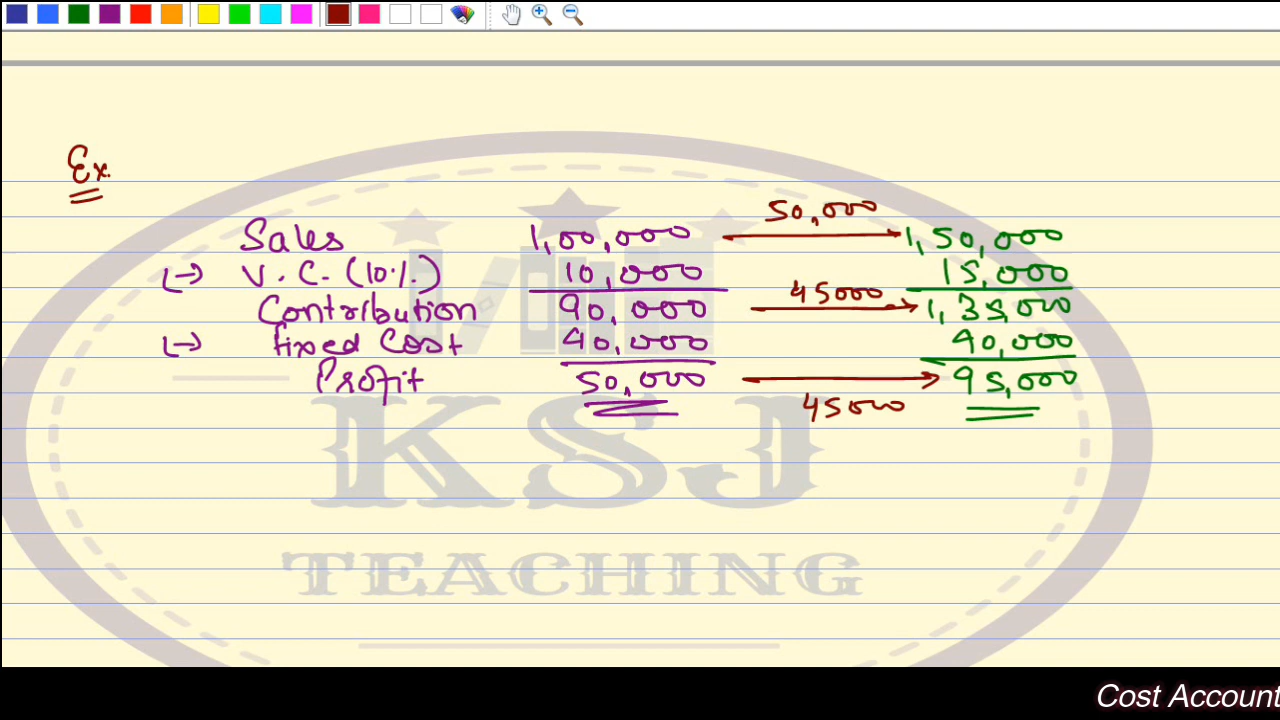 Ex.
50,000
Sales 1,00,000 1,50,000
(-) V.C. (10%) 10,000 15,000
45000
Contribution 90,000 1,35,000
(-) Fixed Cost 40,000 40,000
Profit 50,000 95,000
45000
KSJ
TEACHING
Cost Account